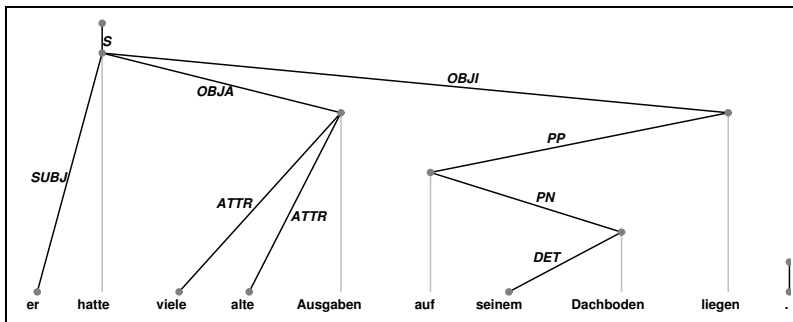 S
OBJI
OBJA
PP
SUBJ
ATTR ATTR
PN
DET
er hatte viele alte Ausgaben auf seinem Dachboden liegen .